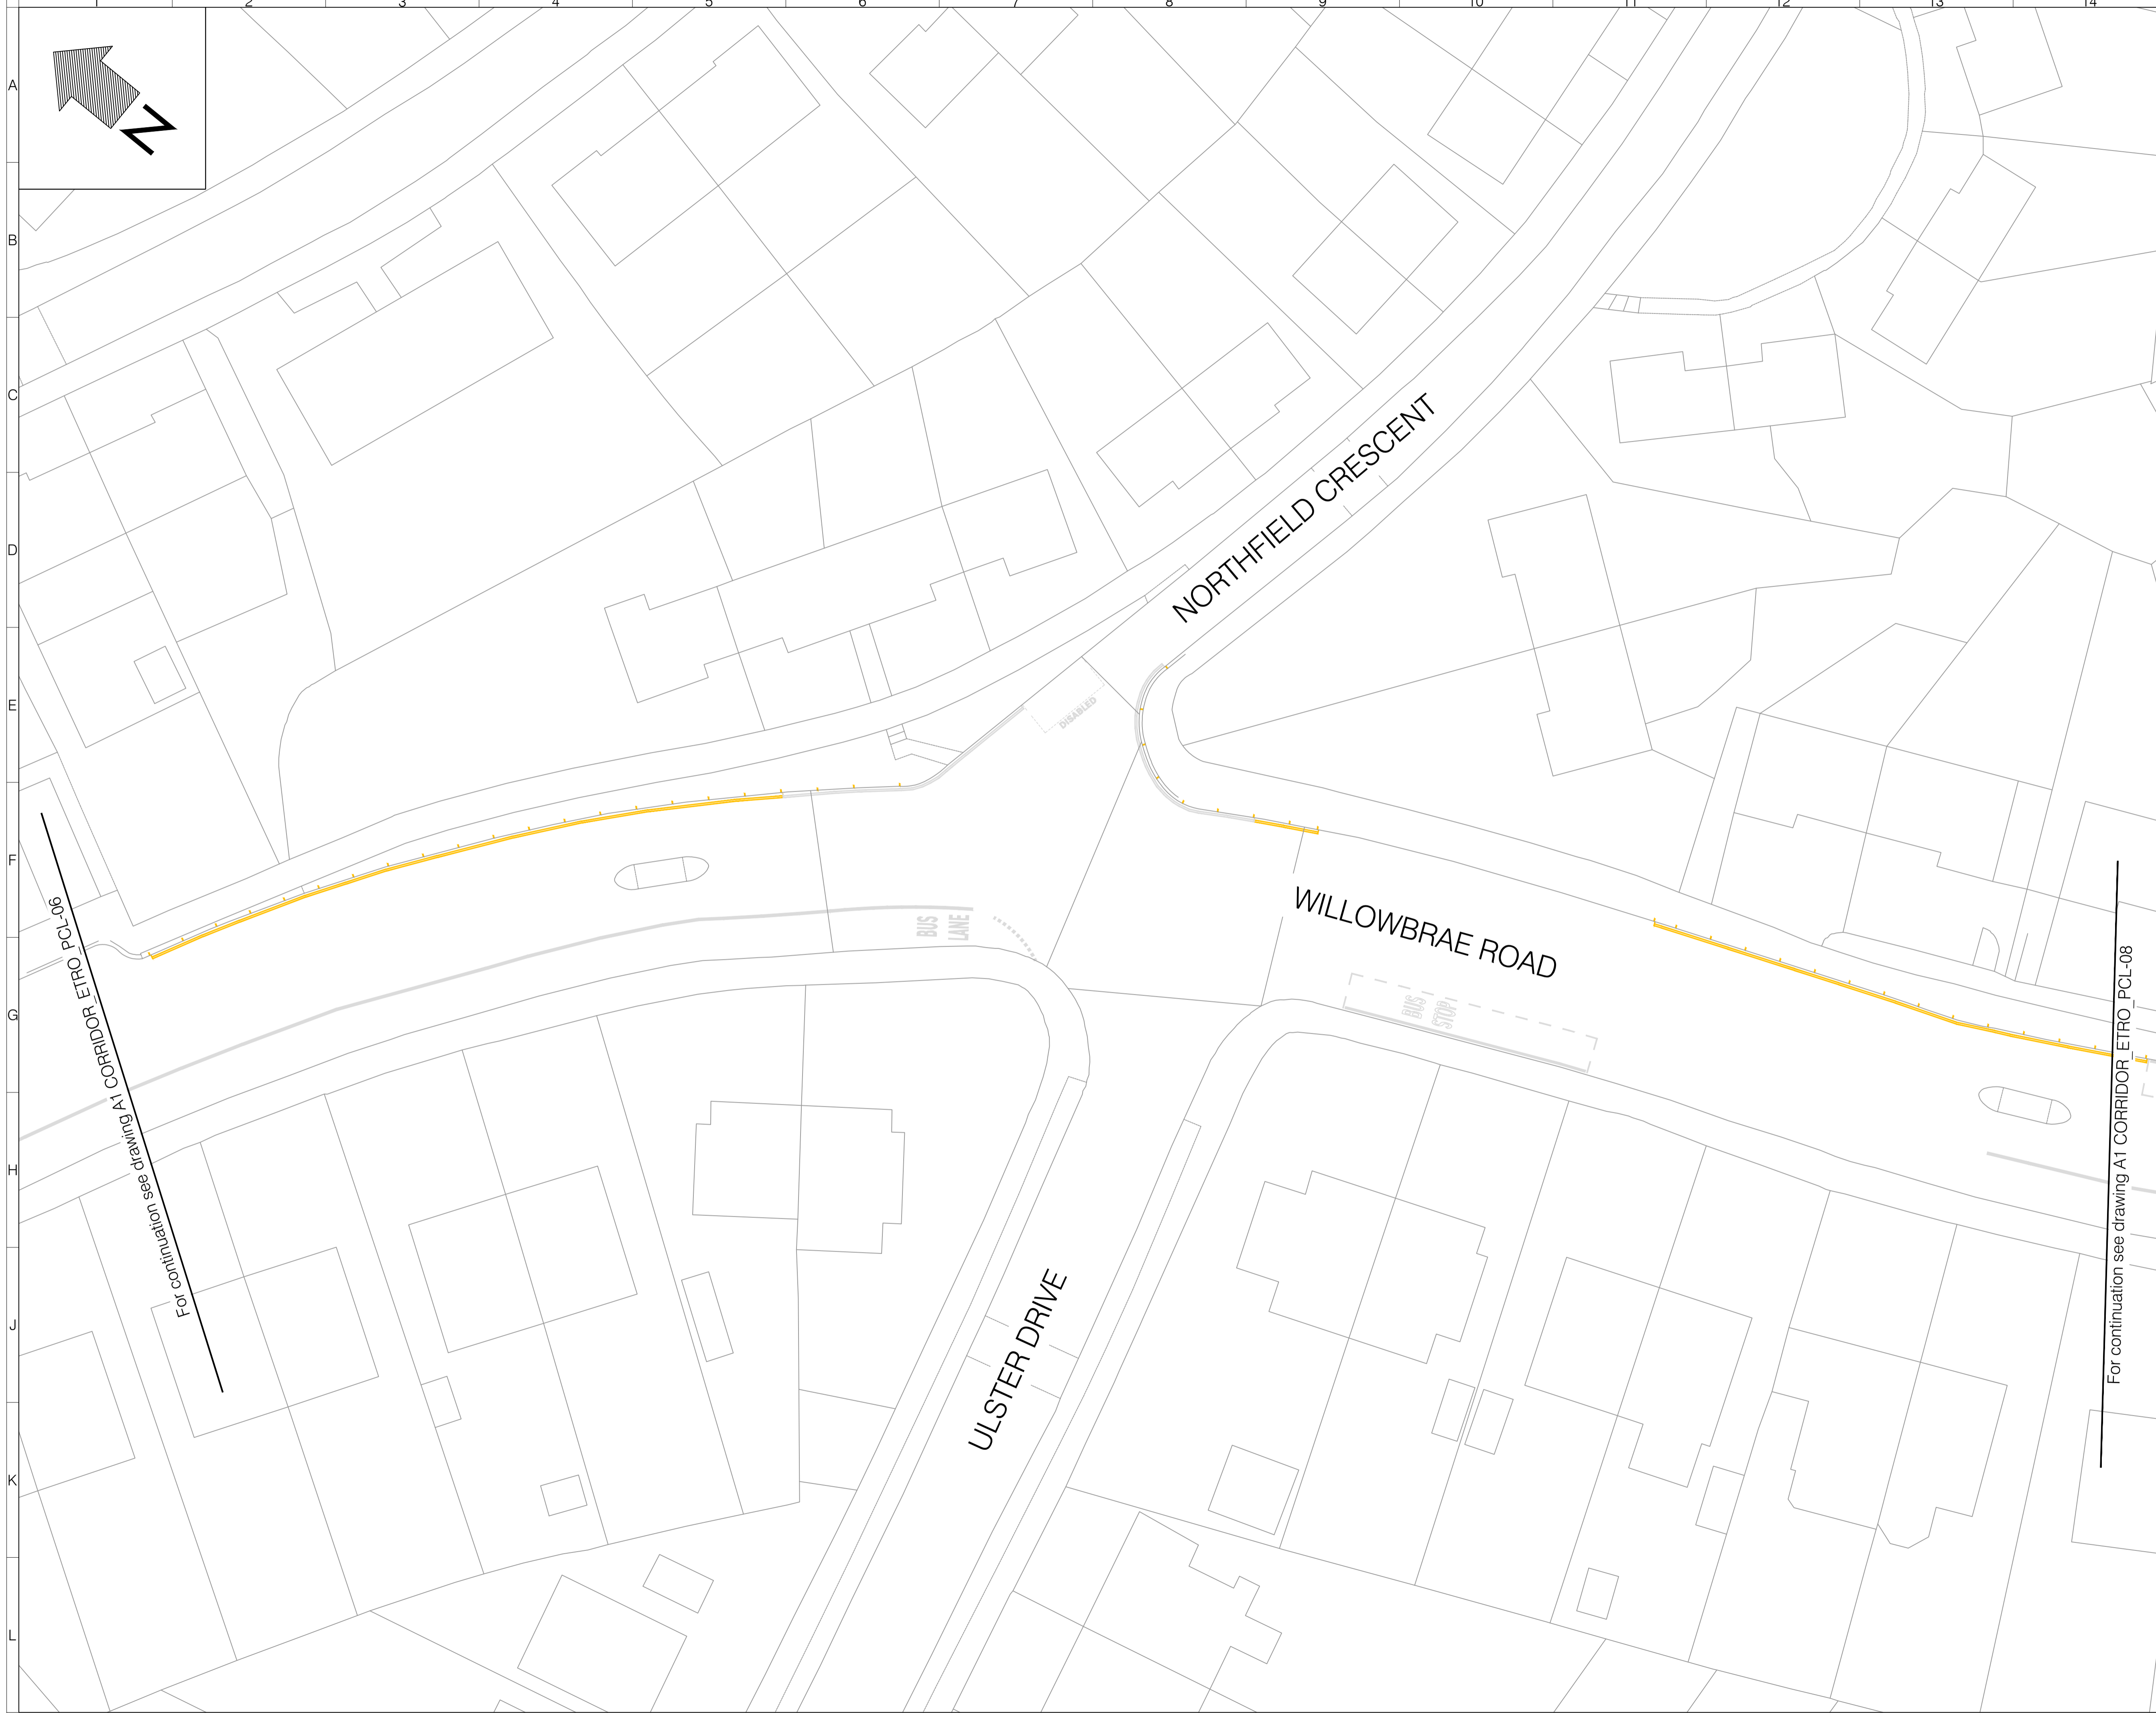 1 2 3 4 5 6 7 8 9 10 11 12 13 14
A
B
C
D
E
F
G
H
J
K
L
N
NORTHFIELD CRESCENT
DISABLED
BUS
LANE
WILLOWBRAE ROAD
BUS
STOP
ULSTER DRIVE
For continuation see drawing A1 CORRIDOR_ETRO_PCL-06
For continuation see drawing A1 CORRIDOR_ETRO_PCL-08